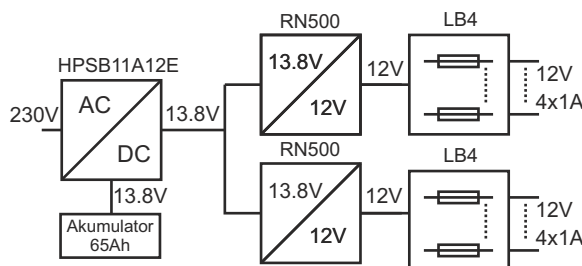 HPSB11A12E
230V
AC
DC
13.8V
13.8V
Akumulator
65Ah
RN500
13.8V
12V
12V
LB4
12V
4x1A
RN500
13.8V
12V
12V
LB4
12V
4x1A